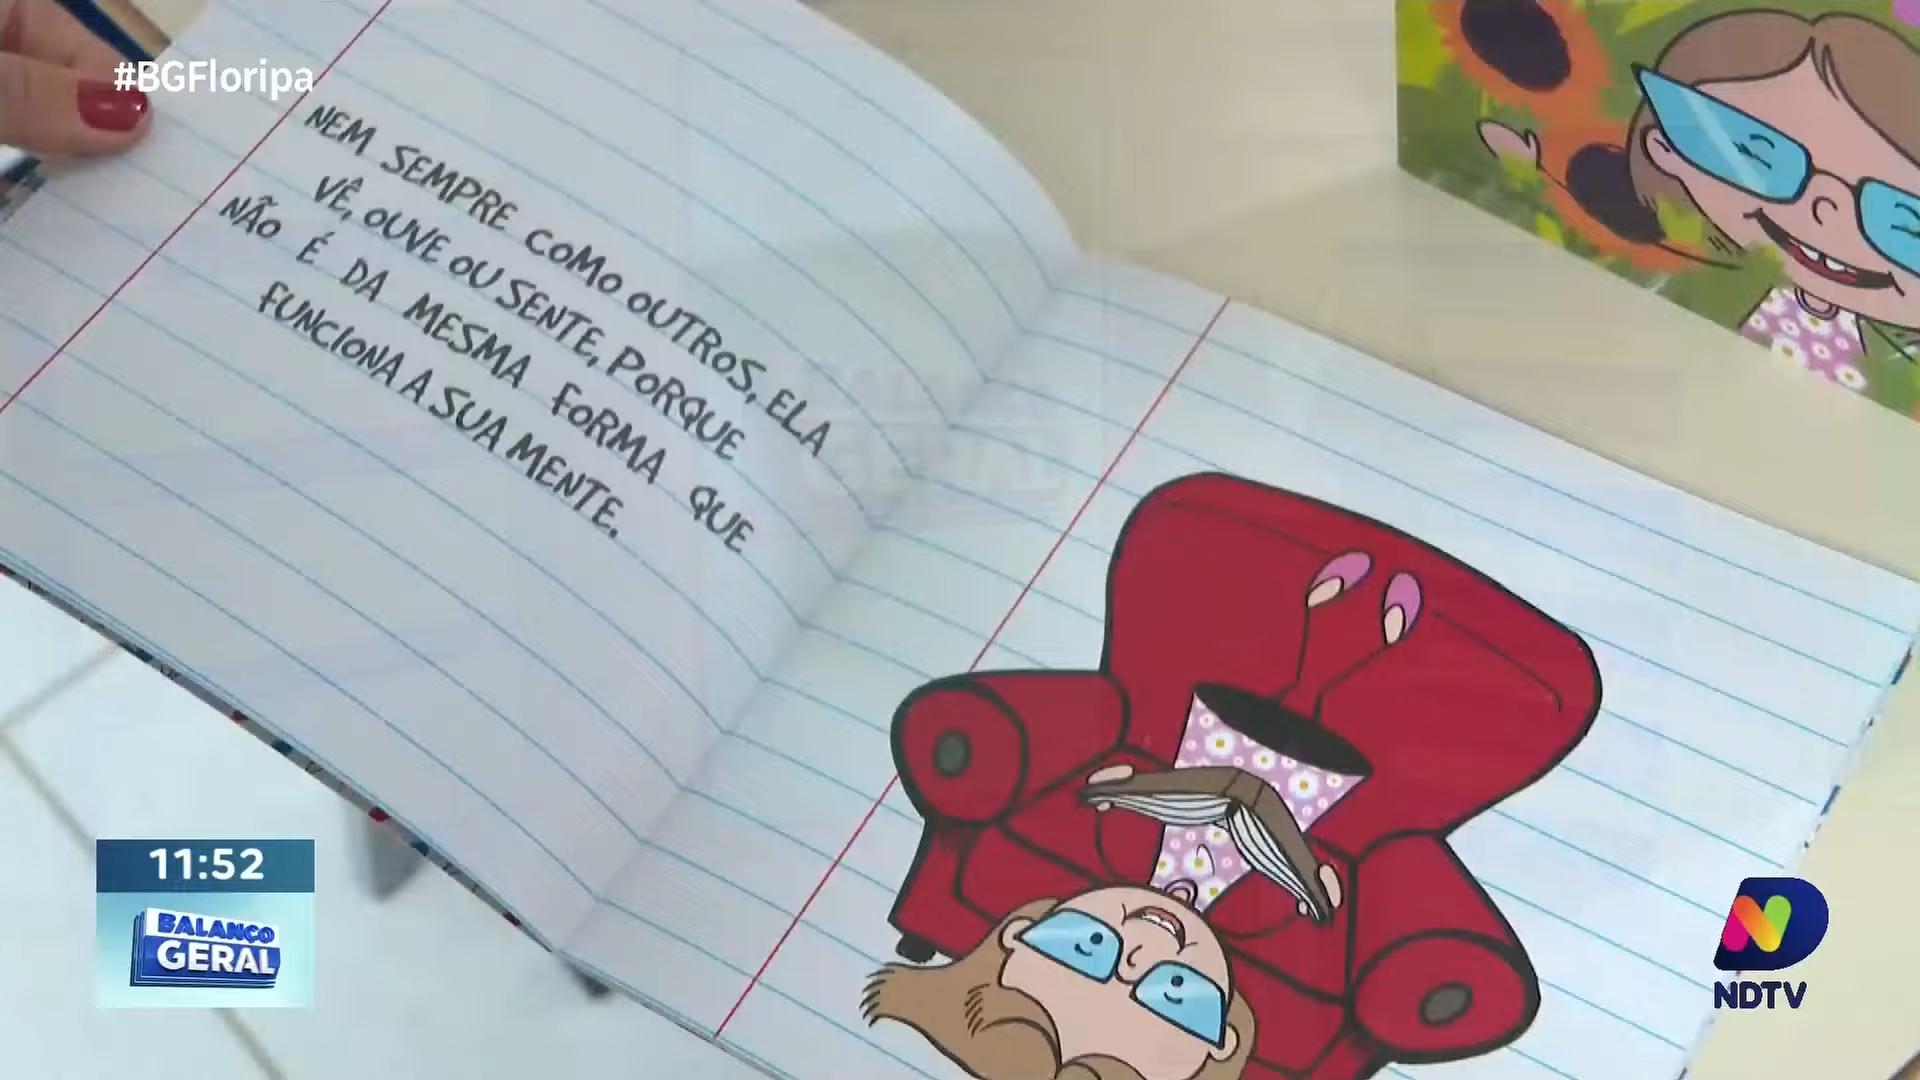 #BGFloripa
NEM SEMPRE COMO OUTROS, ELA
VÊ, OUVE OU SENTE, PORQUE
NÃO É DA MESMA FORMA QUE
FUNCIONA A SUA MENTE.
11:52
BALANÇO
GERAL
NDTV